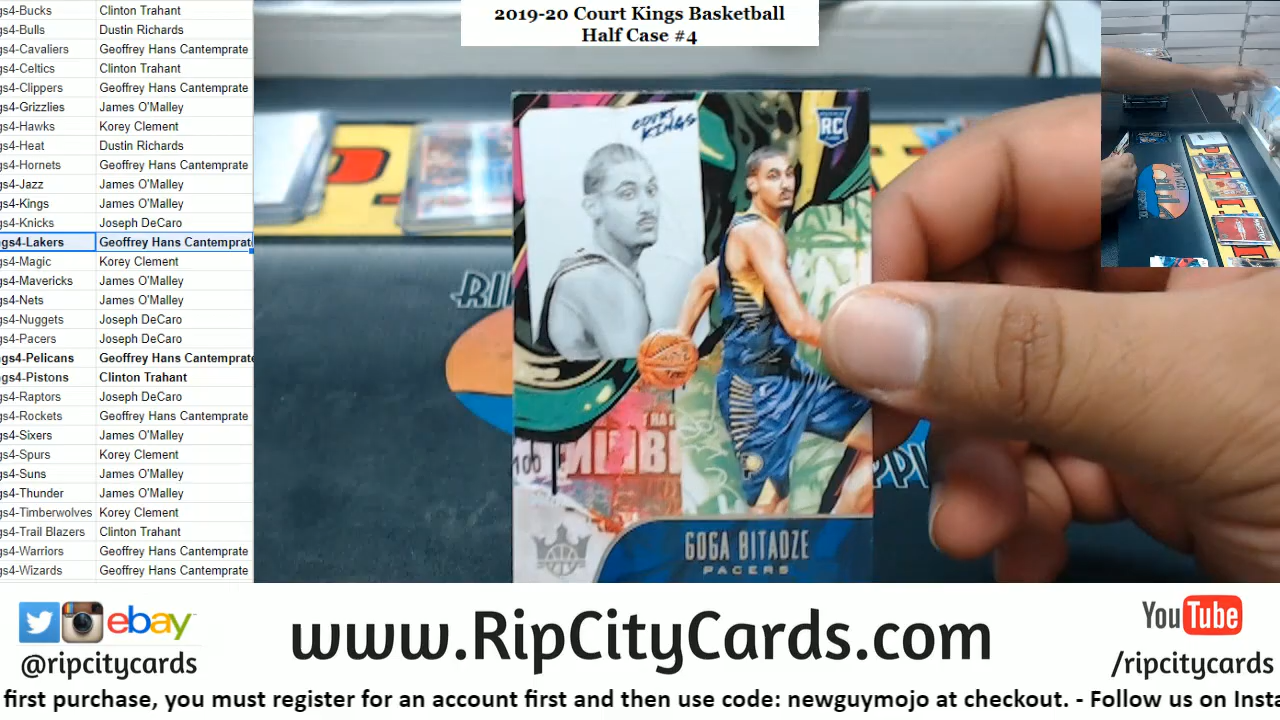 2019-20 Court Kings Basketball
Half Case #4
gs4-Bucks Clinton Trahant
gs4-Bulls Dustin Richards
gs4-Cavaliers Geoffrey Hans Cantemprate
gs4-Celtics Clinton Trahant
gs4-Clippers Geoffrey Hans Cantemprate
gs4-Grizzlies James O'Malley
gs4-Hawks Korey Clement
gs4-Heat Dustin Richards
gs4-Hornets Geoffrey Hans Cantemprate
gs4-Jazz James O'Malley
gs4-Kings James O'Malley
gs4-Knicks Joseph DeCaro
gs4-Lakers Geoffrey Hans Cantemprat
gs4-Magic Korey Clement
gs4-Mavericks James O'Malley
gs4-Nets James O'Malley
gs4-Nuggets Joseph DeCaro
gs4-Pacers Joseph DeCaro
gs4-Pelicans Geoffrey Hans Cantemprate
gs4-Pistons Clinton Trahant
gs4-Raptors Joseph DeCaro
gs4-Rockets Geoffrey Hans Cantemprate
gs4-Sixers James O'Malley
gs4-Spurs Korey Clement
gs4-Suns James O'Malley
gs4-Thunder James O'Malley
gs4-Timberwolves Korey Clement
gs4-Trail Blazers Clinton Trahant
gs4-Warriors Geoffrey Hans Cantemprate
gs4-Wizards Geoffrey Hans Cantemprate
COURT
KINGS
RC
100
GOGA BITADZE
PACERS
ebay
@ripcitycards
www.RipCityCards.com
YouTube
/ripcitycards
first purchase, you must register for an account first and then use code: newguymojo at checkout. - Follow us on Insta